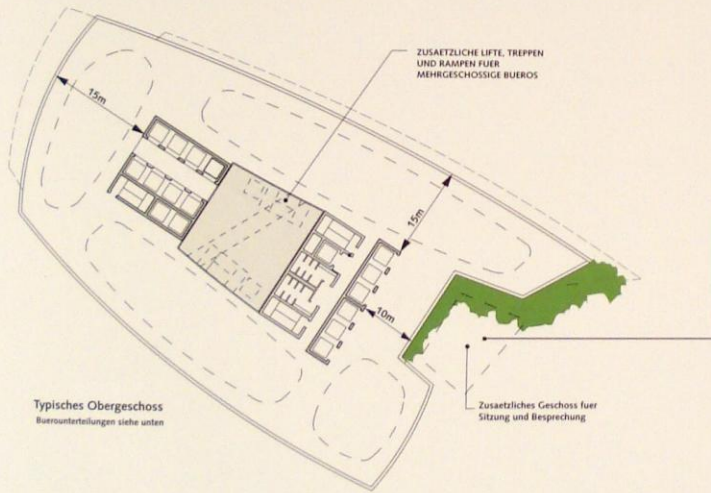 ZUSAETZLICHE LIFTE, TREPPEN
UND RAMPEN FUER
MEHRGESCHOSSIGE BUEROS
15m
15m
10m
Typisches Obergeschoss
Buerounterteilungen siehe unten
Zusaetzliches Geschoss fuer
Sitzung und Besprechung